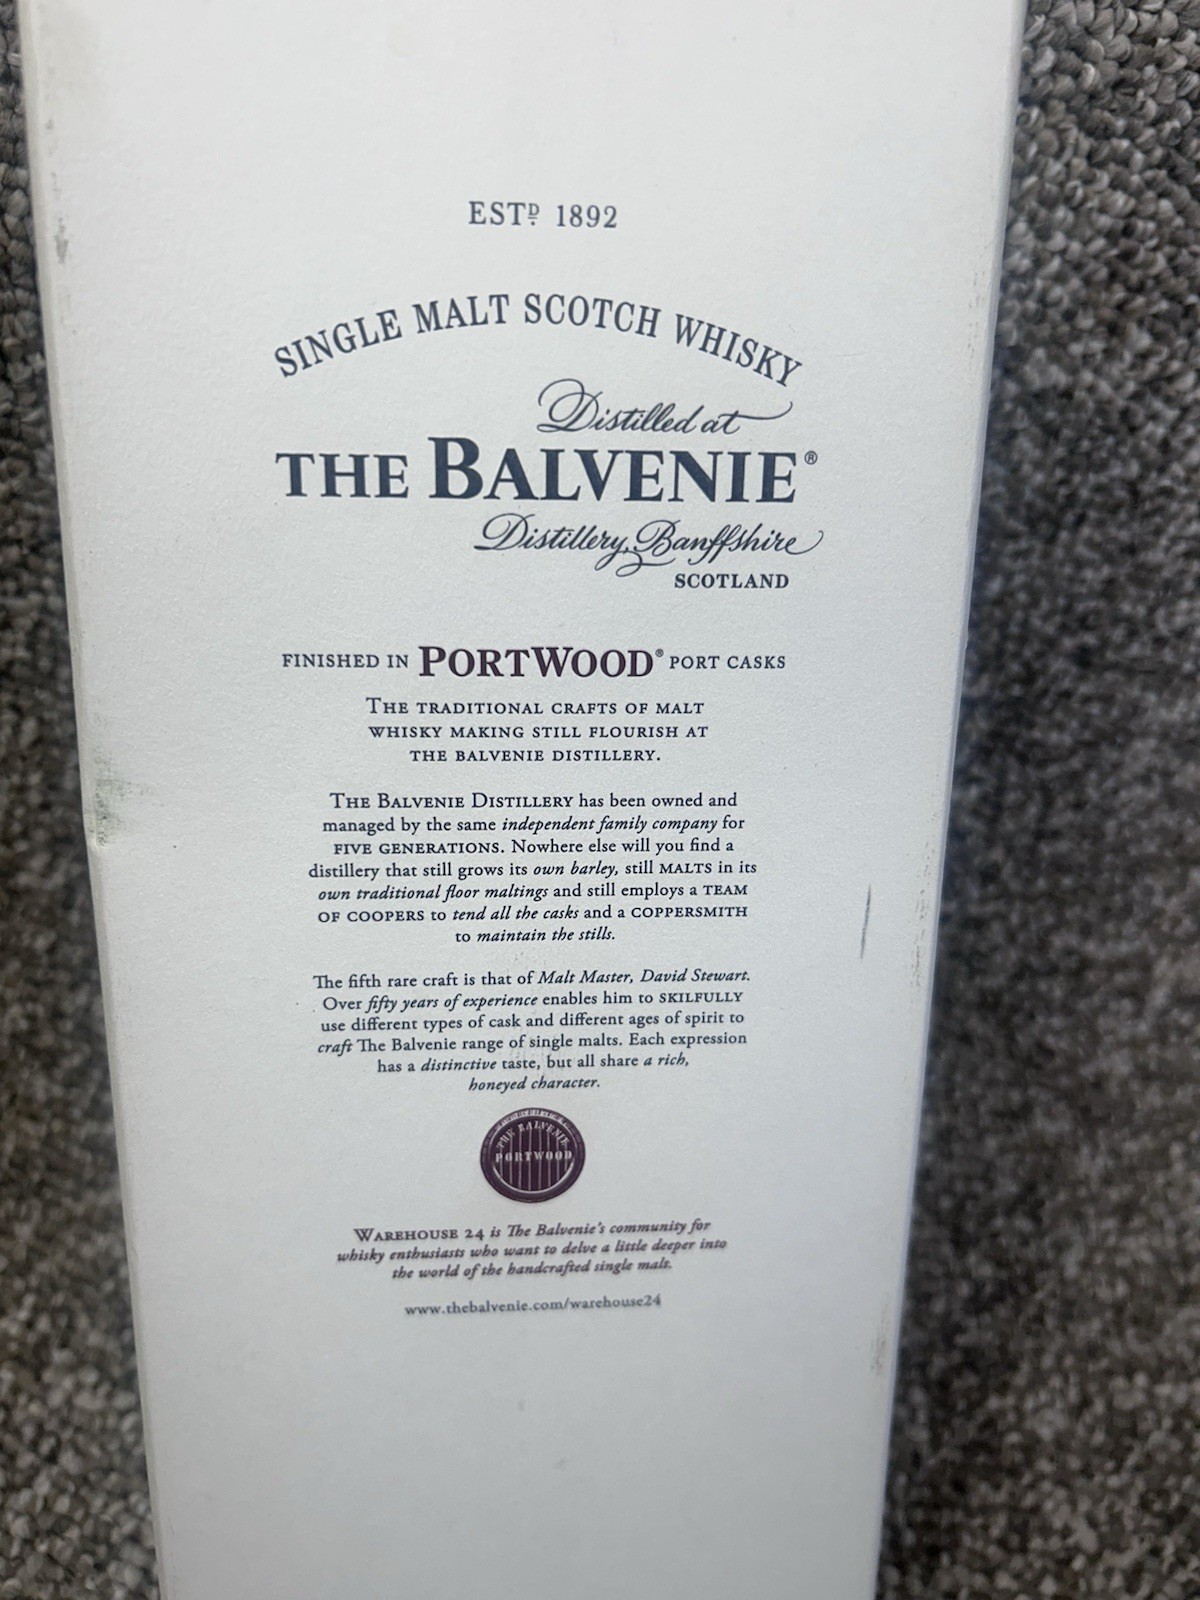 ESTD 1892
SINGLE MALT SCOTCH WHISKY
Distilled at
THE BALVENIE®
Distillery, Banffshire
SCOTLAND
FINISHED IN PORTWOOD® PORT CASKS
THE TRADITIONAL CRAFTS OF MALT
WHISKY MAKING STILL FLOURISH AT
THE BALVENIE DISTILLERY.
THE BALVENIE DISTILLERY has been owned and
managed by the same independent family company for
FIVE GENERATIONS. Nowhere else will you find a
distillery that still grows its own barley, still MALTS in its
own traditional floor maltings and still employs a TEAM
OF COOPERS to tend all the casks and a COPPERSMITH
to maintain the stills.
The fifth rare craft is that of Malt Master, David Stewart.
Over fifty years of experience enables him to SKILFULLY
use different types of cask and different ages of spirit to
craft The Balvenie range of single malts. Each expression
has a distinctive taste, but all share a rich,
honeyed character.
THE BALVENIE
PORTWOOD
WAREHOUSE 24 is The Balvenie's community for
whisky enthusiasts who want to delve a little deeper into
the world of the handcrafted single malt.
www.thebalvenie.com/warehouse24